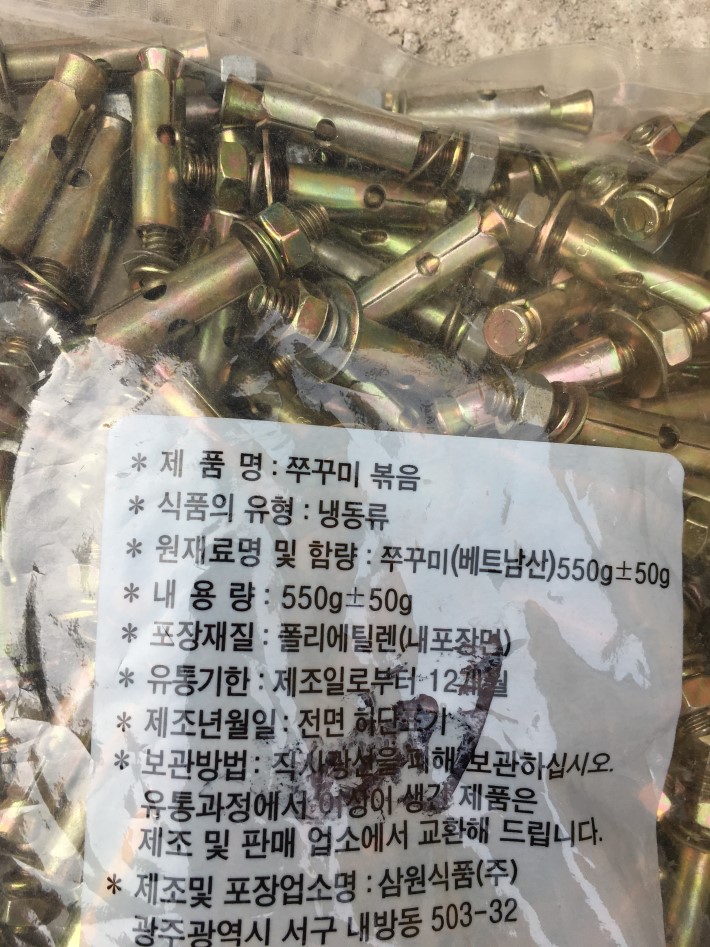 * 제 품 명 : 쭈꾸미 볶음
* 식품의 유형 : 냉동류
* 원재료명 및 함량 : 쭈꾸미(베트남산)550g±50g
* 내 용 량 : 550g±50g
* 포장재질 : 폴리에틸렌(내포장면)
* 유통기한 : 제조일로부터 12개월
* 제조년월일 : 전면 하단표기
* 보관방법 : 직사광선을 피해 보관하십시오.
유통과정에서 이상이 생긴 제품은
제조 및 판매 업소에서 교환해 드립니다.
* 제조및 포장업소명 : 삼원식품(주)
광주광역시 서구 내방동 503-32